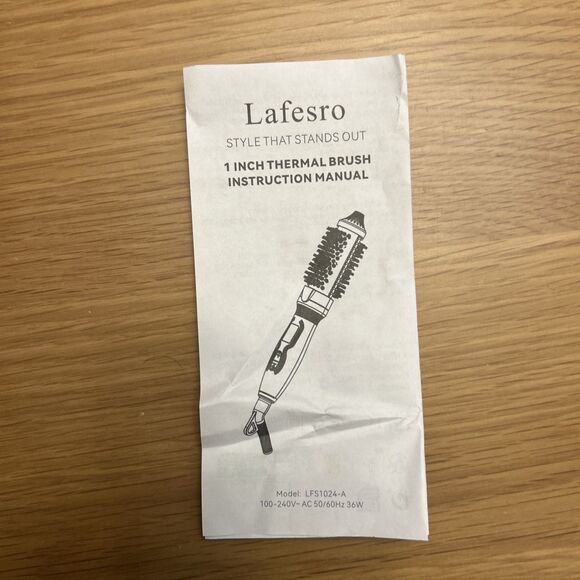 Lafesro
STYLE THAT STANDS OUT
1 INCH THERMAL BRUSH
INSTRUCTION MANUAL
Model: LFS1024-A
100-240V~ AC 50/60Hz 36W